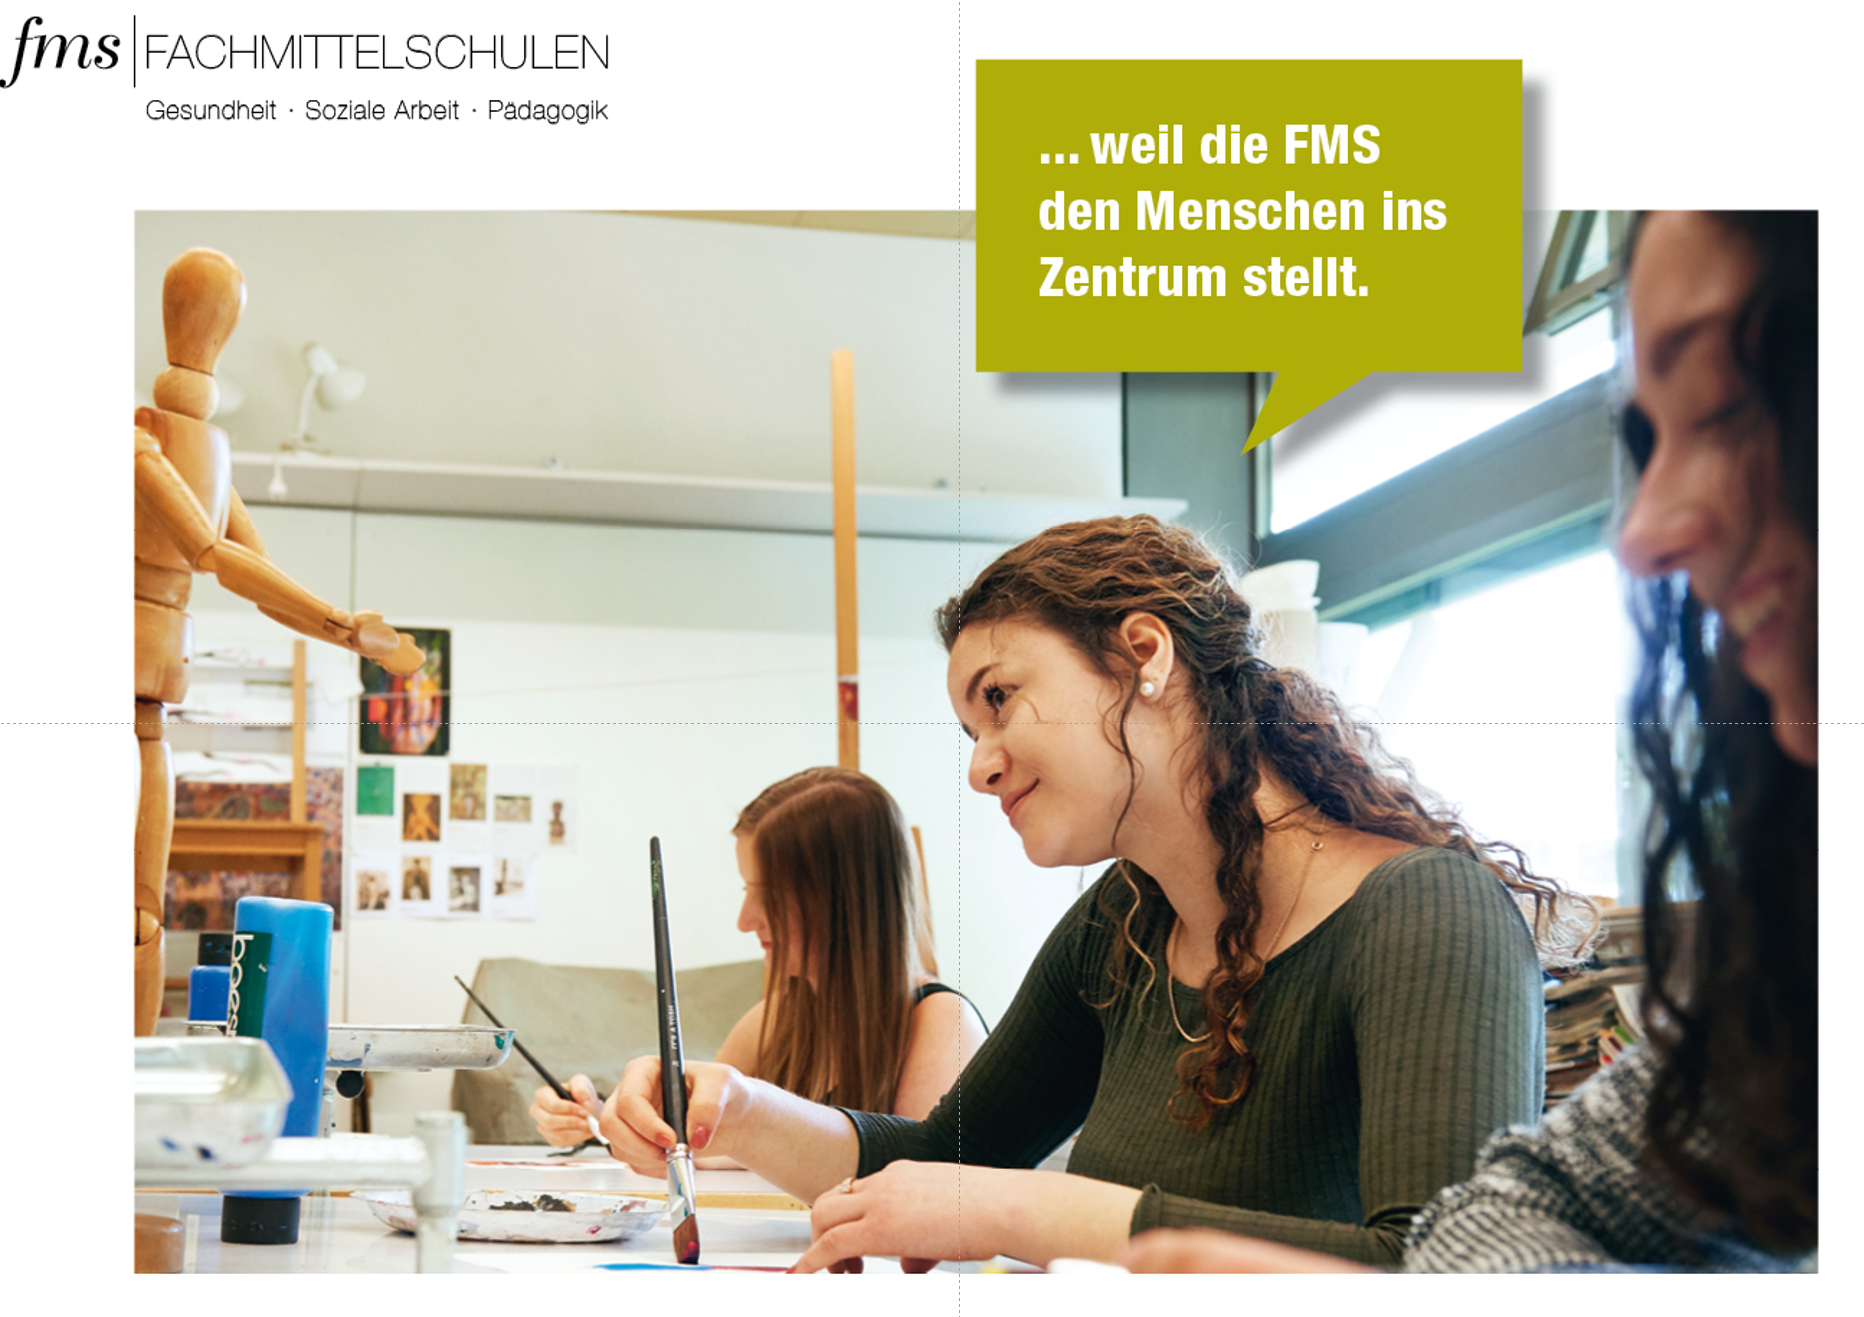 fms FACHMITTELSCHULEN
Gesundheit · Soziale Arbeit · Pädagogik
... weil die FMS
den Menschen ins
Zentrum stellt.